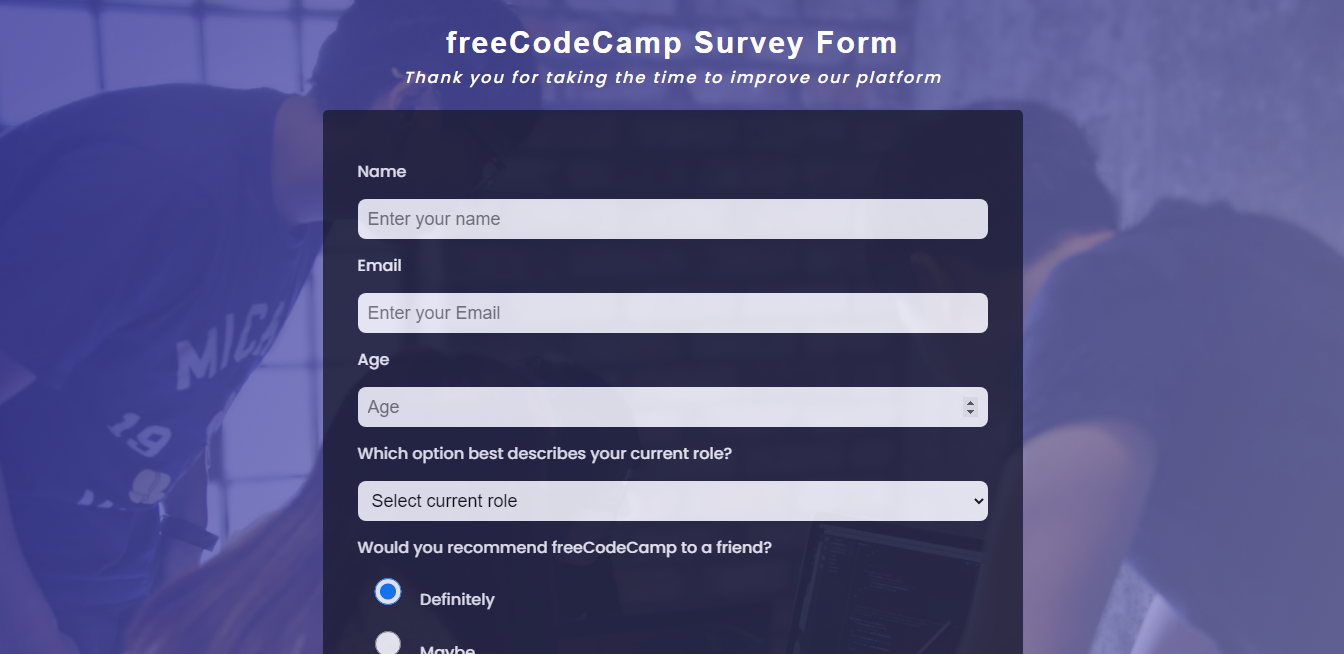 freeCodeCamp Survey Form
Thank you for taking the time to improve our platform
Name
Enter your name
Email
Enter your Email
Age
Age
Which option best describes your current role?
Select current role
Would you recommend freeCodeCamp to a friend?
Definitely
Maybe
19